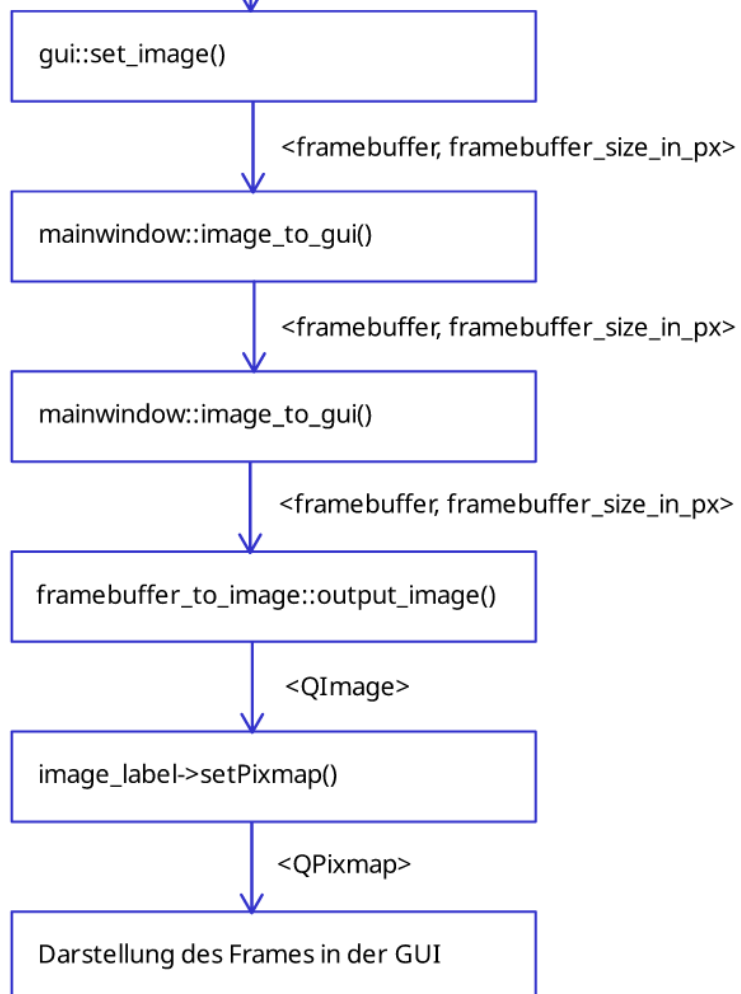 gui::set_image()
<framebuffer, framebuffer_size_in_px>
mainwindow::image_to_gui()
<framebuffer, framebuffer_size_in_px>
mainwindow::image_to_gui()
<framebuffer, framebuffer_size_in_px>
framebuffer_to_image::output_image()
<QImage>
image_label->setPixmap()
<QPixmap>
Darstellung des Frames in der GUI